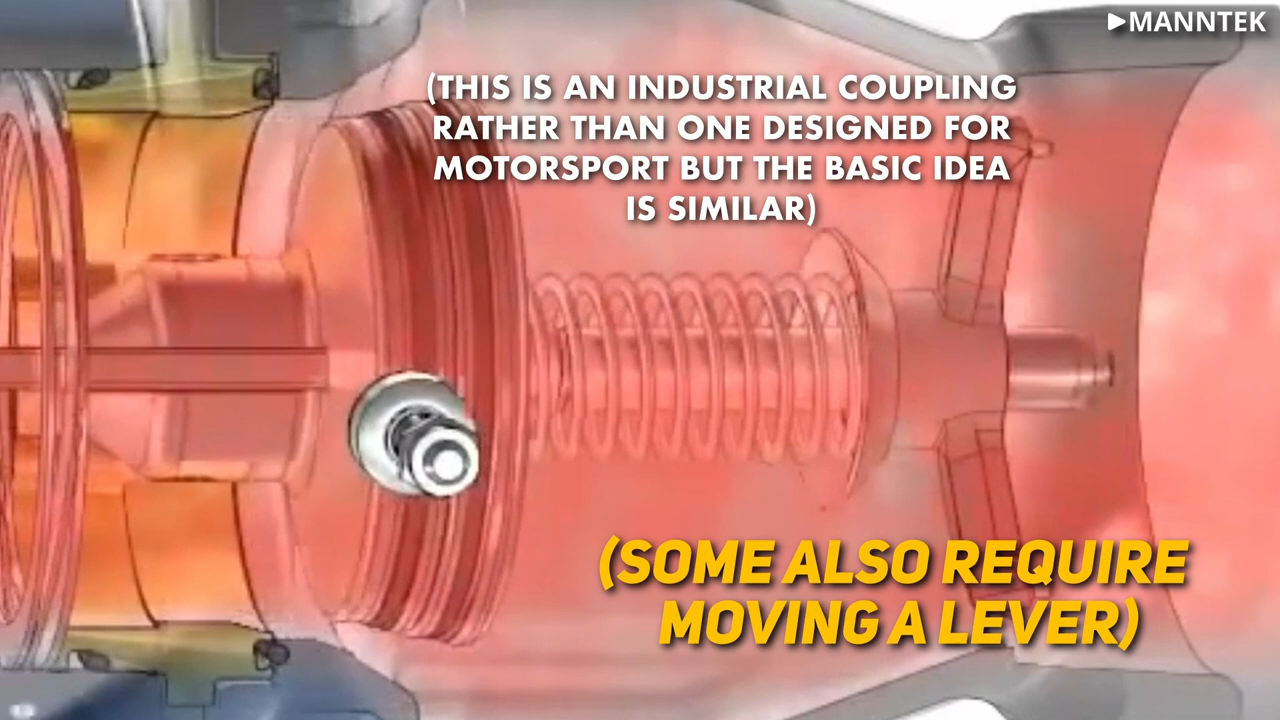 ▶MANNTEK
(THIS IS AN INDUSTRIAL COUPLING
RATHER THAN ONE DESIGNED FOR
MOTORSPORT BUT THE BASIC IDEA
IS SIMILAR)
(SOME ALSO REQUIRE
MOVING A LEVER)